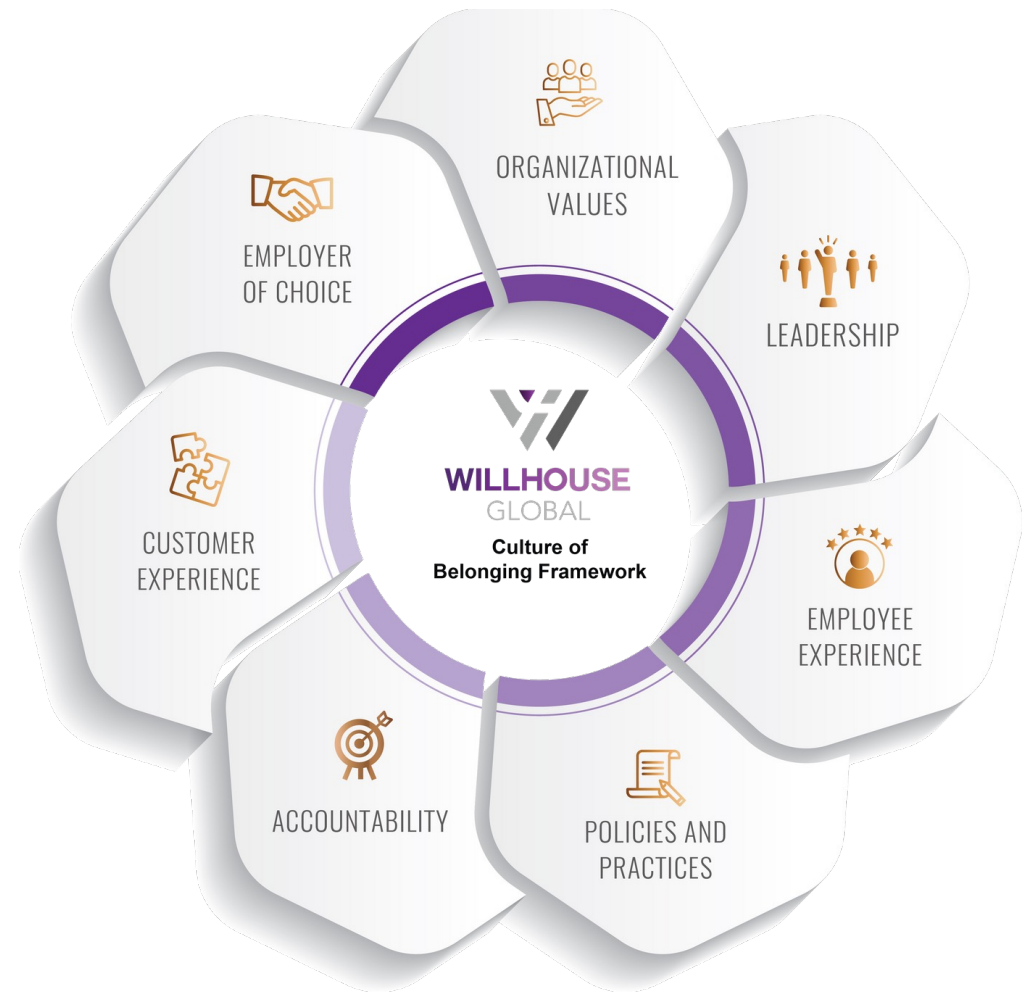 ORGANIZATIONAL
VALUES
LEADERSHIP
EMPLOYEE
EXPERIENCE
POLICIES AND
PRACTICES
ACCOUNTABILITY
CUSTOMER
EXPERIENCE
EMPLOYER
OF CHOICE
WILLHOUSE
GLOBAL
Culture of
Belonging Framework